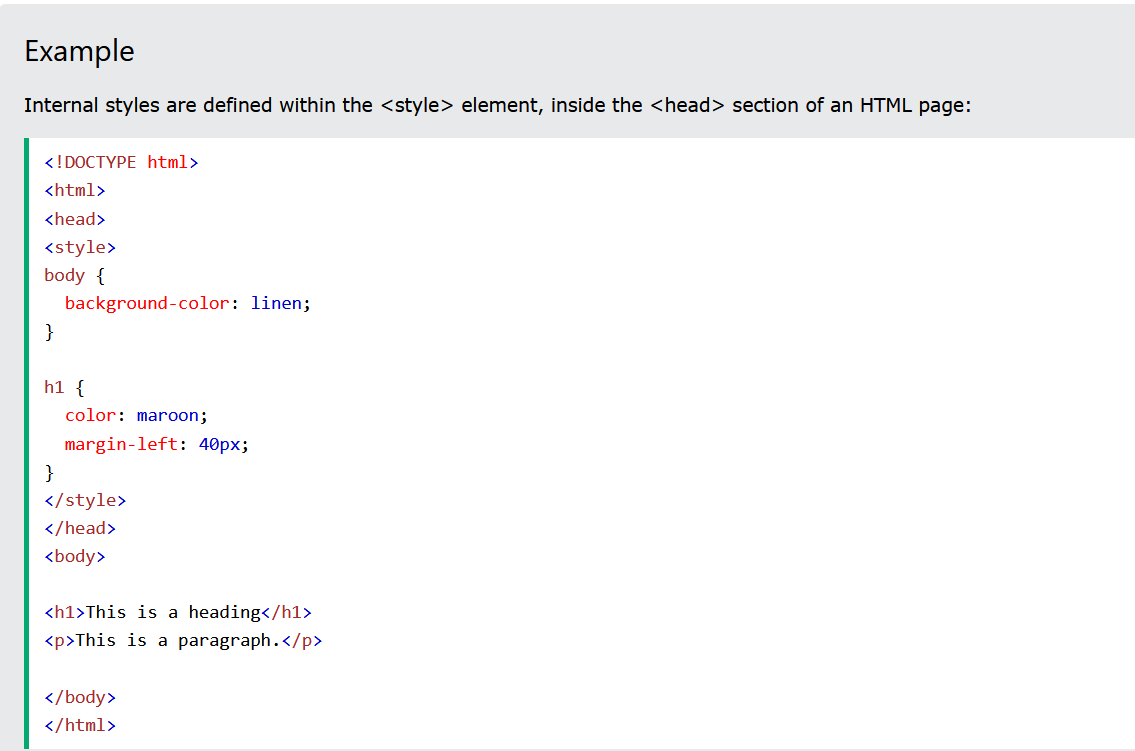 Example
Internal styles are defined within the <style> element, inside the <head> section of an HTML page:
<!DOCTYPE html>
<html>
<head>
<style>
body {
  background-color: linen;
}

h1 {
  color: maroon;
  margin-left: 40px;
}
</style>
</head>
<body>

<h1>This is a heading</h1>
<p>This is a paragraph.</p>

</body>
</html>